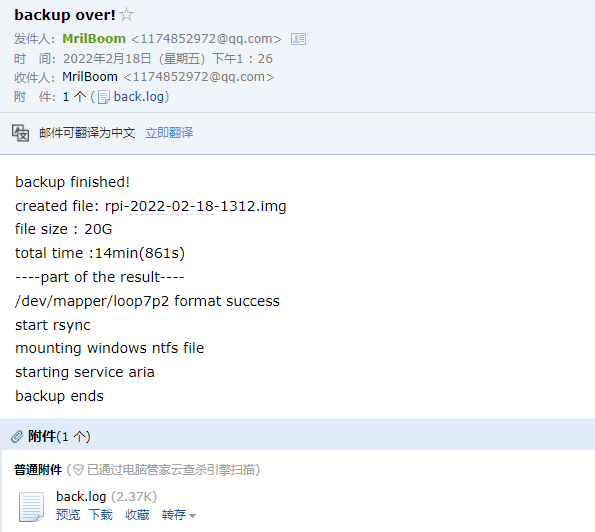 backup over! ☆
发件人：MrilBoom <1174852972@qq.com>
时　间：2022年2月18日（星期五）下午1：26
收件人：MrilBoom <1174852972@qq.com>
附　件：1 个 ( back.log)
邮件可翻译为中文 立即翻译
backup finished!
created file: rpi-2022-02-18-1312.img
file size : 20G
total time :14min(861s)
----part of the result----
/dev/mapper/loop7p2 format success
start rsync
mounting windows ntfs file
starting service aria
backup ends
附件(1 个)
普通附件 ( 已通过电脑管家云查杀引擎扫描)
back.log (2.37K)
预览 下载 收藏 转存